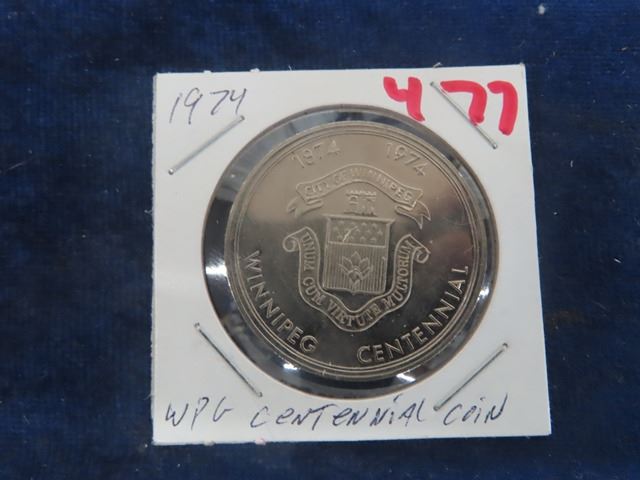 1974
477
1874 1974
CITY OF WINNIPEG
UNUM CUM VIRTUTE MULTORUM
WINNIPEG CENTENNIAL
WPG CENTENNIAL COIN